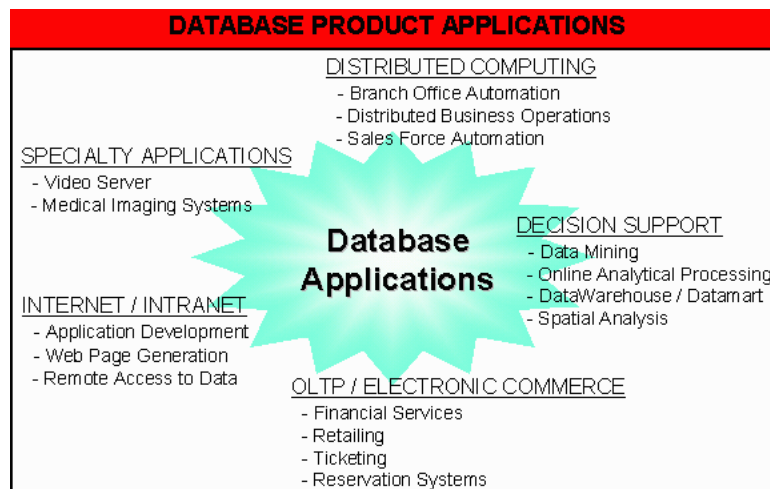 DATABASE PRODUCT APPLICATIONS
DISTRIBUTED COMPUTING
- Branch Office Automation
- Distributed Business Operations
- Sales Force Automation
SPECIALTY APPLICATIONS
- Video Server
- Medical Imaging Systems
Database
Applications
DECISION SUPPORT
- Data Mining
- Online Analytical Processing
- DataWarehouse / Datamart
- Spatial Analysis
INTERNET / INTRANET
- Application Development
- Web Page Generation
- Remote Access to Data
OLTP / ELECTRONIC COMMERCE
- Financial Services
- Retailing
- Ticketing
- Reservation Systems